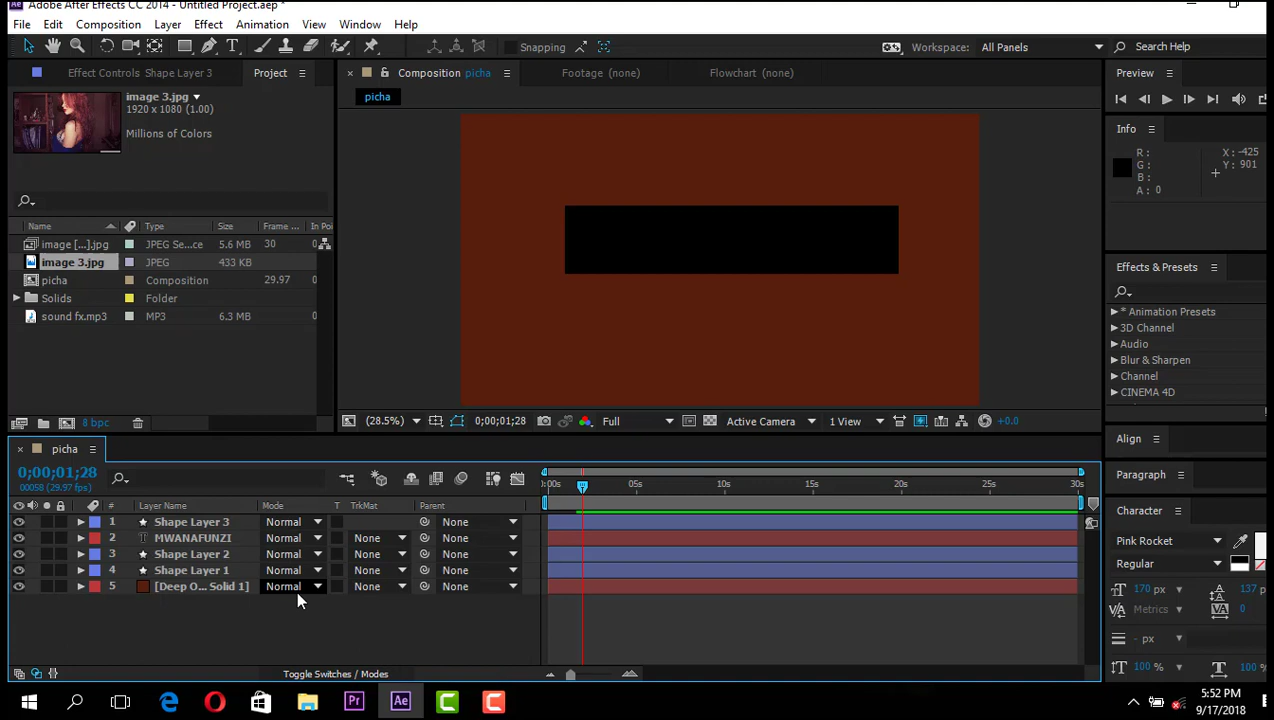 Adobe After Effects CC 2014 - Untitled Project.aep *
File Edit Composition Layer Effect Animation View Window Help
Snapping Workspace: All Panels Search Help
Effect Controls Shape Layer 3 Project
Composition picha Footage (none) Flowchart (none) Preview
picha
image 3.jpg
1920 x 1080 (1.00)
Millions of Colors
Info
R: X: -425
G: Y: 901
B:
A: 0
Name Type Size Frame ... In Poi
image [...].jpg JPEG Se...ce 5.6 MB 30 0
image 3.jpg JPEG 433 KB
picha Composition 29.97 0
Solids Folder
sound fx.mp3 MP3 6.3 MB 0
Effects & Presets
* Animation Presets
3D Channel
Audio
Blur & Sharpen
Channel
CINEMA 4D
8 bpc
(28.5%) 0;00;01;28 Full Active Camera 1 View +0.0
picha
0;00;01;28
00058 (29.97 fps)
:00s 05s 10s 15s 20s 25s 30s
# Layer Name Mode T TrkMat Parent
1 Shape Layer 3 Normal None
2 T MWANAFUNZI Normal None None
3 Shape Layer 2 Normal None None
4 Shape Layer 1 Normal None None
5 [Deep O... Solid 1] Normal None None
Toggle Switches / Modes
Align
Paragraph
Character
Pink Rocket
Regular
170 px 137
Metrics 0
- px
100 % 100
5:52 PM
9/17/2018